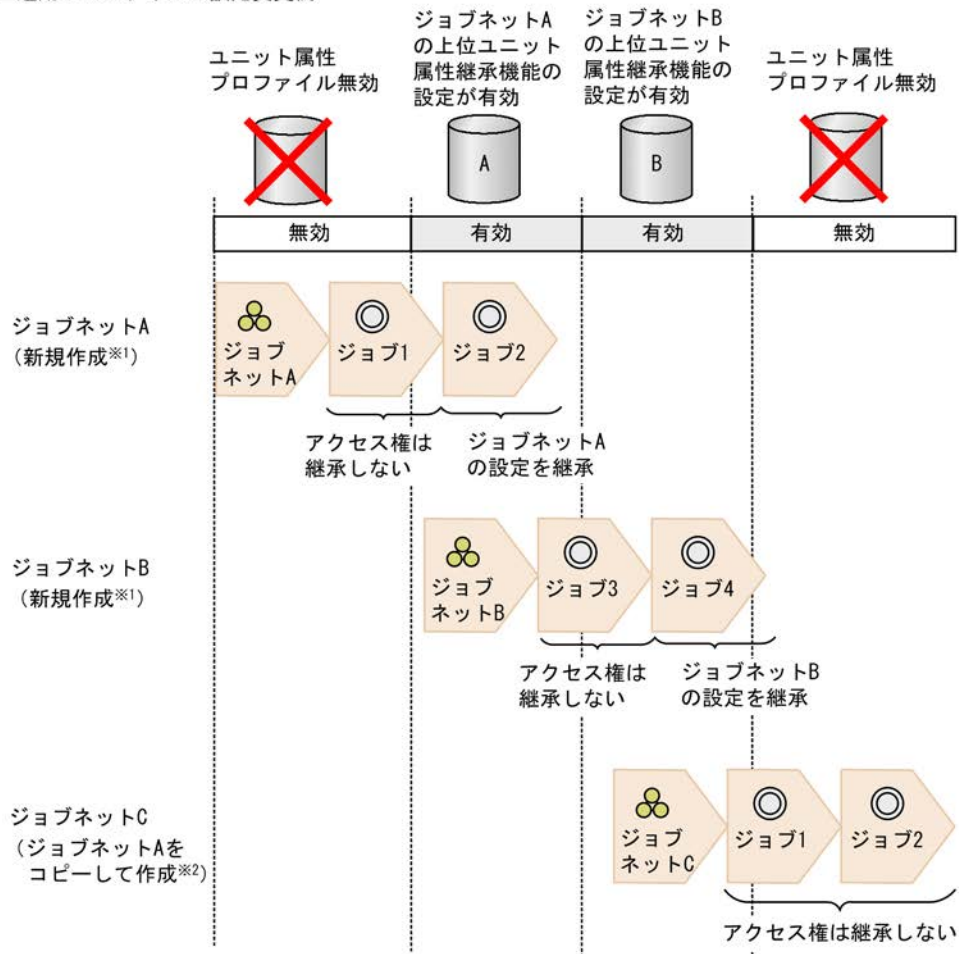 ジョブネットA
の上位ユニット
属性継承機能の
設定が有効
ジョブネットB
の上位ユニット
属性継承機能の
設定が有効
ユニット属性
プロファイル無効
ユニット属性
プロファイル無効
A
B
無効
有効
有効
無効
ジョブネットA
(新規作成※1)
ジョブ
ネットA
ジョブ1
ジョブ2
アクセス権は
継承しない
ジョブネットA
の設定を継承
ジョブネットB
(新規作成※1)
ジョブ
ネットB
ジョブ3
ジョブ4
アクセス権は
継承しない
ジョブネットB
の設定を継承
ジョブネットC
(ジョブネットAを
コピーして作成※2)
ジョブ
ネットC
ジョブ1
ジョブ2
アクセス権は継承しない